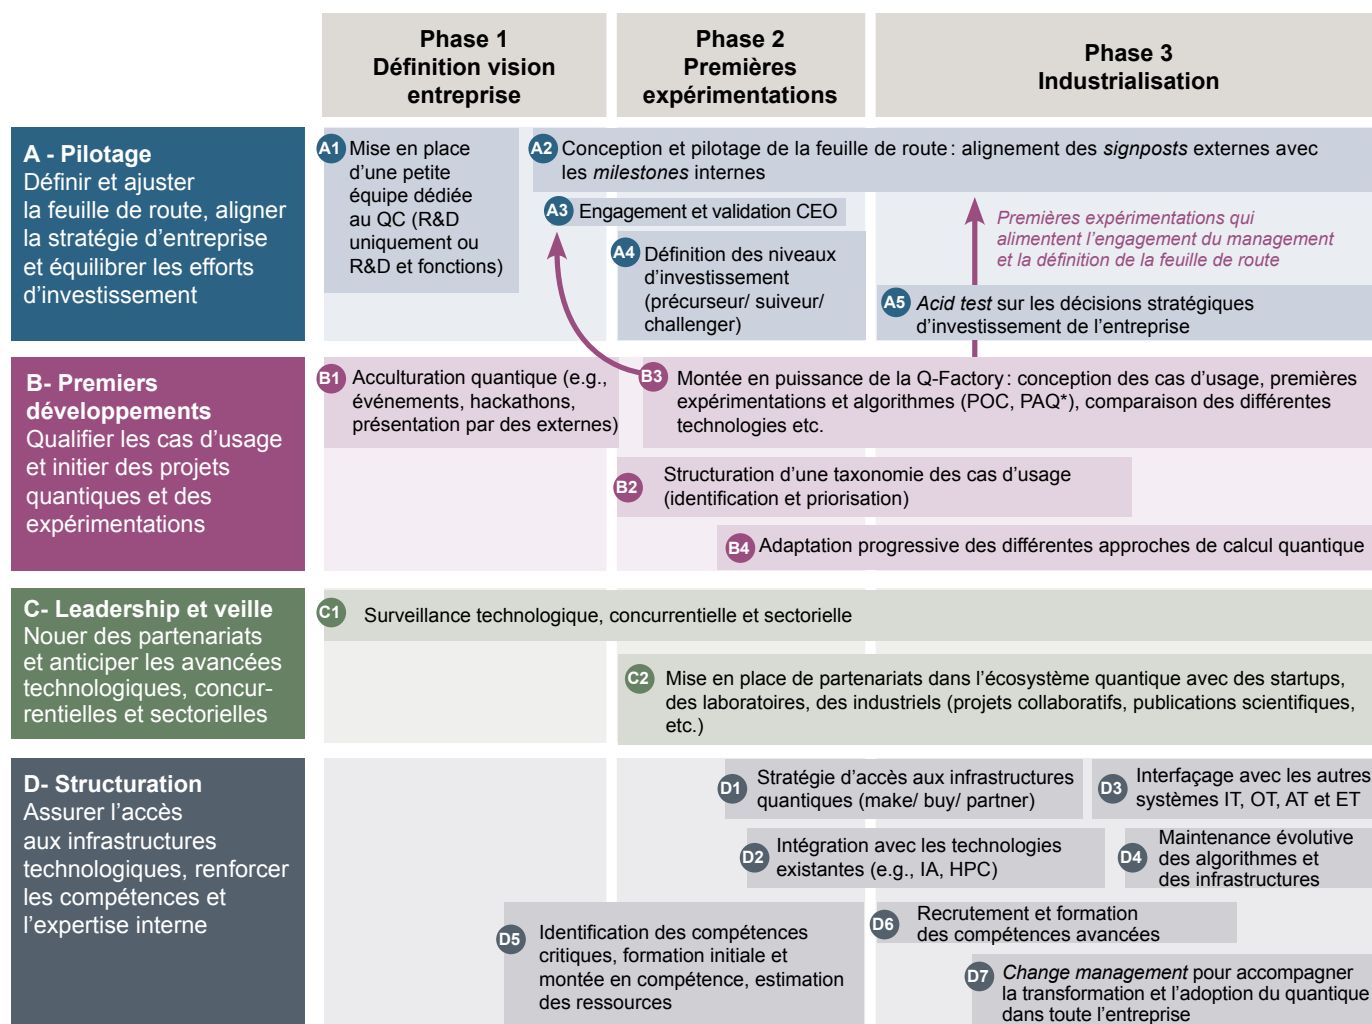 Phase 1
Définition vision
entreprise
Phase 2
Premières
expérimentations
Phase 3
Industrialisation
A - Pilotage
Définir et ajuster
la feuille de route, aligner
la stratégie d'entreprise
et équilibrer les efforts
d'investissement
A1 Mise en place
d'une petite
équipe dédiée
au QC (R&D
uniquement ou
R&D et fonctions)
A2 Conception et pilotage de la feuille de route : alignement des signposts externes avec
les milestones internes
A3 Engagement et validation CEO
A4 Définition des niveaux
d'investissement
(précurseur/ suiveur/
challenger)
Premières expérimentations qui
alimentent l'engagement du management
et la définition de la feuille de route
A5 Acid test sur les décisions stratégiques
d'investissement de l'entreprise
B- Premiers
développements
Qualifier les cas d'usage
et initier des projets
quantiques et des
expérimentations
B1 Acculturation quantique (e.g.,
événements, hackathons,
présentation par des externes)
B3 Montée en puissance de la Q-Factory : conception des cas d'usage, premières
expérimentations et algorithmes (POC, PAQ*), comparaison des différentes
technologies etc.
B2 Structuration d'une taxonomie des cas d'usage
(identification et priorisation)
B4 Adaptation progressive des différentes approches de calcul quantique
C- Leadership et veille
Nouer des partenariats
et anticiper les avancées
technologiques, concur-
rentielles et sectorielles
C1 Surveillance technologique, concurrentielle et sectorielle
C2 Mise en place de partenariats dans l'écosystème quantique avec des startups,
des laboratoires, des industriels (projets collaboratifs, publications scientifiques,
etc.)
D- Structuration
Assurer l'accès
aux infrastructures
technologiques, renforcer
les compétences et
l'expertise interne
D1 Stratégie d'accès aux infrastructures
quantiques (make/ buy/ partner)
D3 Interfaçage avec les autres
systèmes IT, OT, AT et ET
D2 Intégration avec les technologies
existantes (e.g., IA, HPC)
D4 Maintenance évolutive
des algorithmes et
des infrastructures
D5 Identification des compétences
critiques, formation initiale et
montée en compétence, estimation
des ressources
D6 Recrutement et formation
des compétences avancées
D7 Change management pour accompagner
la transformation et l'adoption du quantique
dans toute l'entreprise